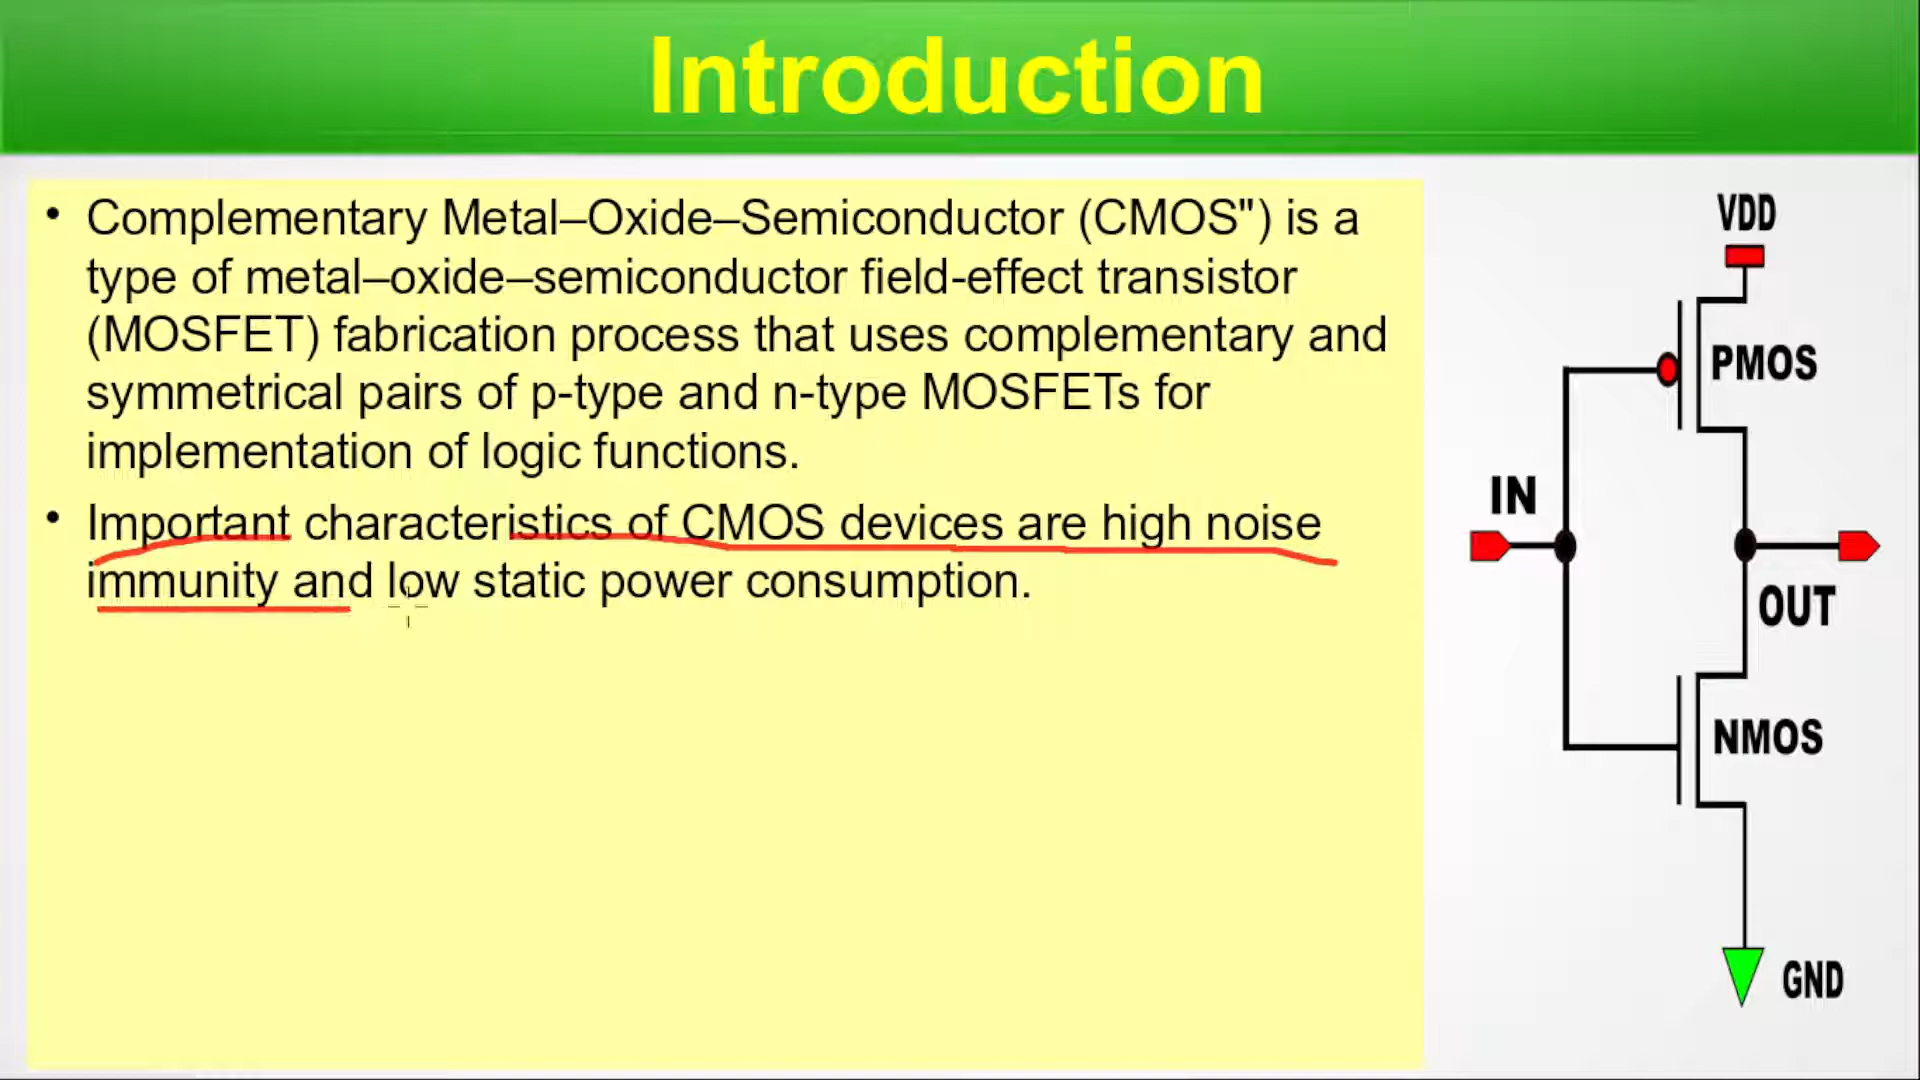 Introduction
• Complementary Metal–Oxide–Semiconductor (CMOS") is a
type of metal–oxide–semiconductor field-effect transistor
(MOSFET) fabrication process that uses complementary and
symmetrical pairs of p-type and n-type MOSFETs for
implementation of logic functions.
• Important characteristics of CMOS devices are high noise
immunity and low static power consumption.
VDD
PMOS
IN
OUT
NMOS
GND